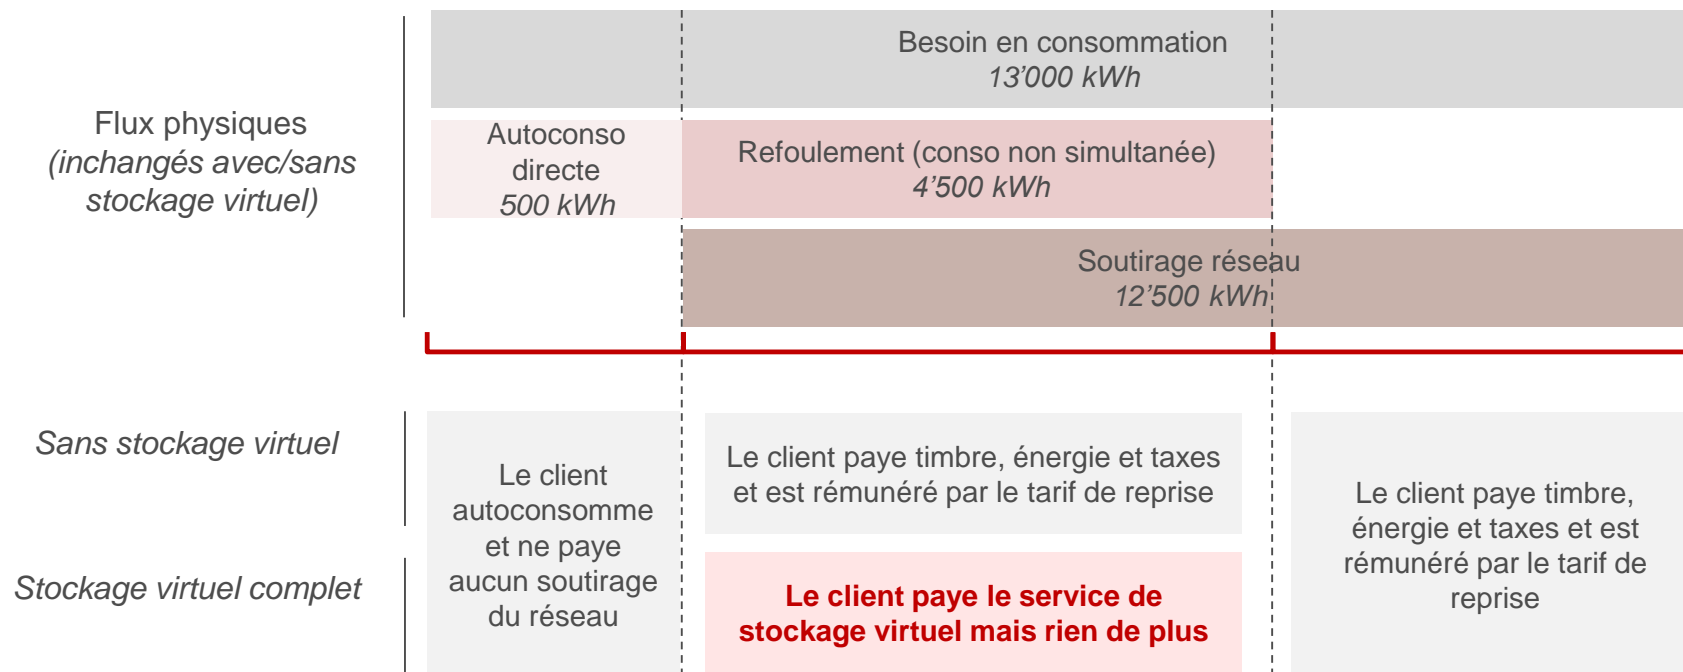 Besoin en consommation
13’000 kWh
Flux physiques
(inchangés avec/sans
stockage virtuel)
Autoconso
directe
500 kWh
Refoulement (conso non simultanée)
4’500 kWh
Soutirage réseau
12’500 kWh
Sans stockage virtuel
Stockage virtuel complet
Le client
autoconsomme
et ne paye
aucun soutirage
du réseau
Le client paye timbre, énergie et taxes
et est rémunéré par le tarif de reprise
Le client paye le service de
stockage virtuel mais rien de plus
Le client paye timbre,
énergie et taxes et est
rémunéré par le tarif de
reprise